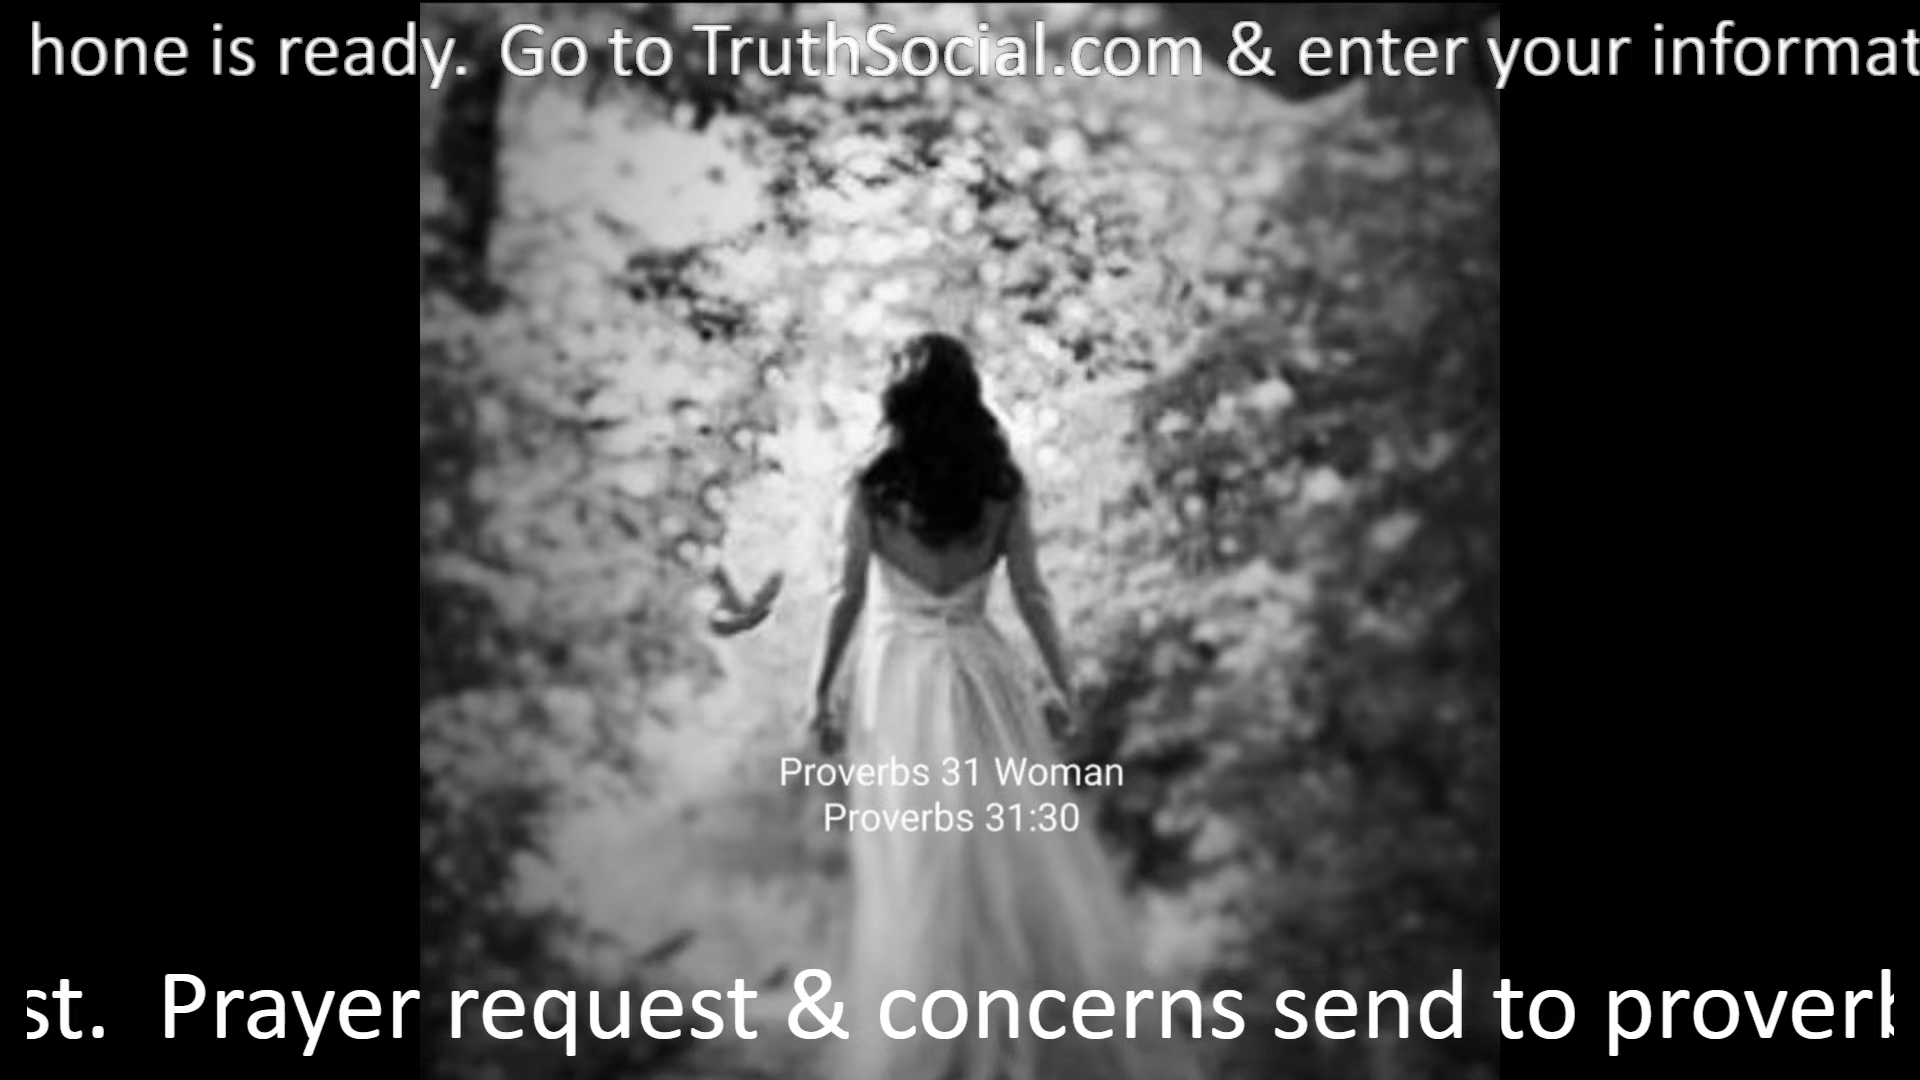 hone is ready. Go to TruthSocial.com & enter your informat
Proverbs 31 Woman
Proverbs 31:30
st. Prayer request & concerns send to prover